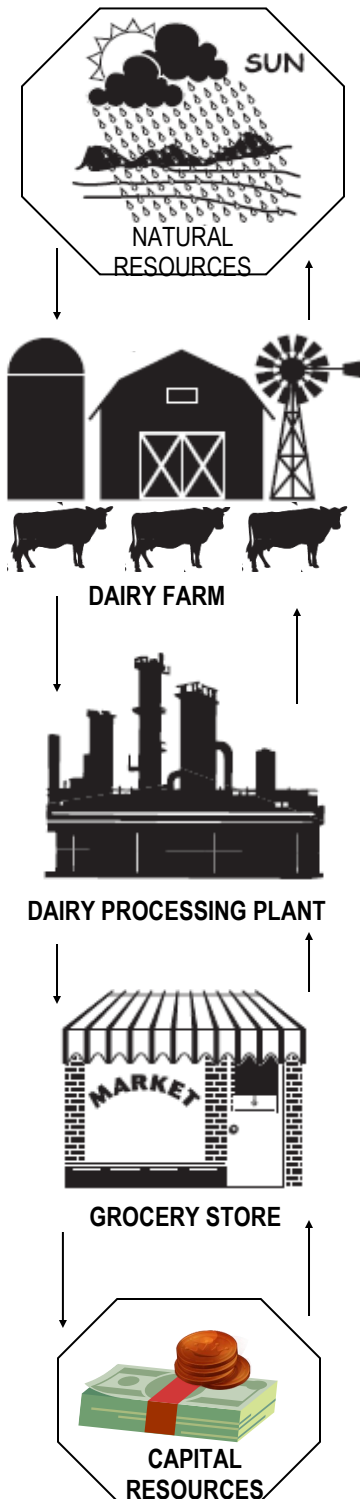 SUN
NATURAL
RESOURCES
DAIRY FARM
DAIRY PROCESSING PLANT
MARKET
GROCERY STORE
CAPITAL
RESOURCES